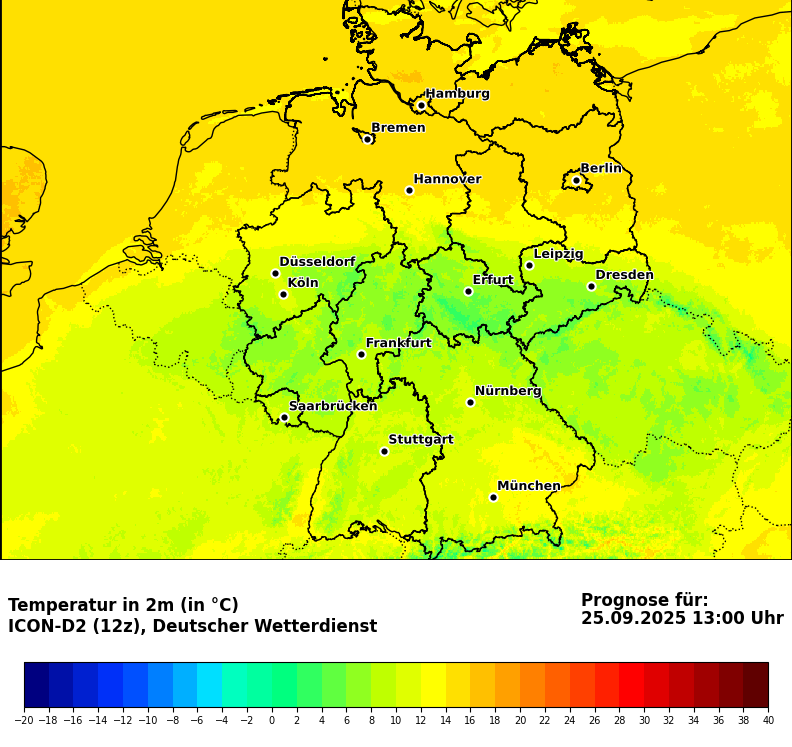 Hamburg
Bremen
Berlin
Hannover
Leipzig
Düsseldorf
Dresden
Köln
Erfurt
Frankfurt
Nürnberg
Saarbrücken
Stuttgart
München
Temperatur in 2m (in °C)
ICON-D2 (12z), Deutscher Wetterdienst
Prognose für:
25.09.2025 13:00 Uhr
−20 −18 −16 −14 −12 −10 −8 −6 −4 −2 0 2 4 6 8 10 12 14 16 18 20 22 24 26 28 30 32 34 36 38 40